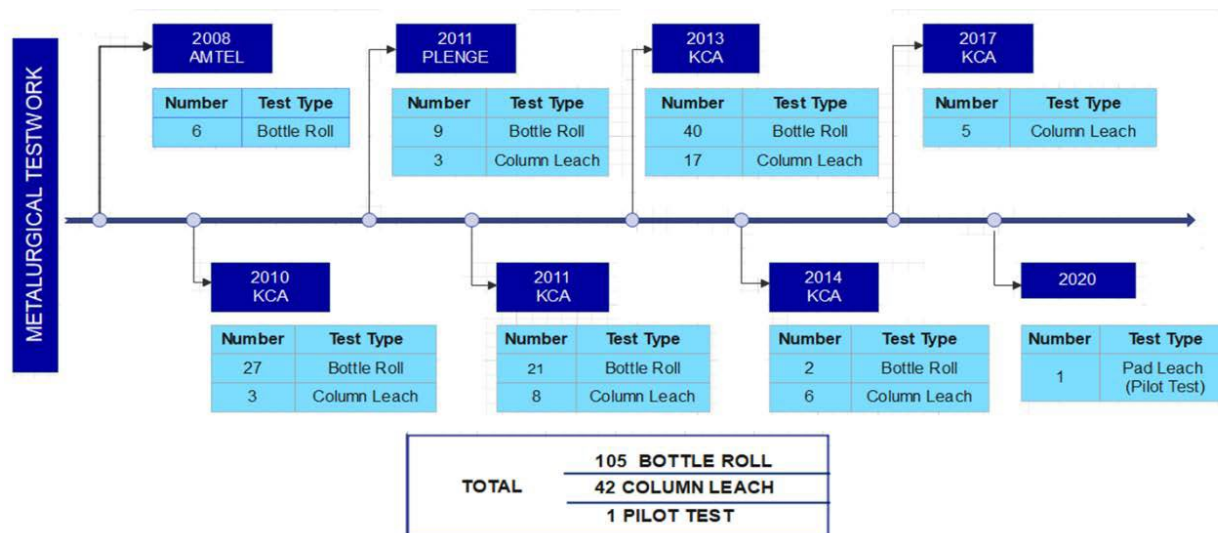 METALURGICAL TESTWORK
2008
AMTEL
Number Test Type
6 Bottle Roll
2011
PLENGE
Number Test Type
9 Bottle Roll
3 Column Leach
2013
KCA
Number Test Type
40 Bottle Roll
17 Column Leach
2017
KCA
Number Test Type
5 Column Leach
2010
KCA
Number Test Type
27 Bottle Roll
3 Column Leach
2011
KCA
Number Test Type
21 Bottle Roll
8 Column Leach
2014
KCA
Number Test Type
2 Bottle Roll
6 Column Leach
2020
Number Test Type
1 Pad Leach
(Pilot Test)
TOTAL
105 BOTTLE ROLL
42 COLUMN LEACH
1 PILOT TEST